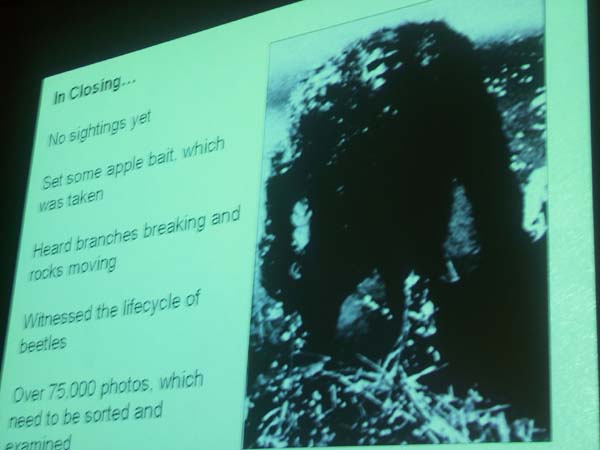 In Closing...
No sightings yet
Set some apple bait, which
was taken
Heard branches breaking and
rocks moving
Witnessed the lifecycle of
beetles
Over 75,000 photos, which
need to be sorted and
examined